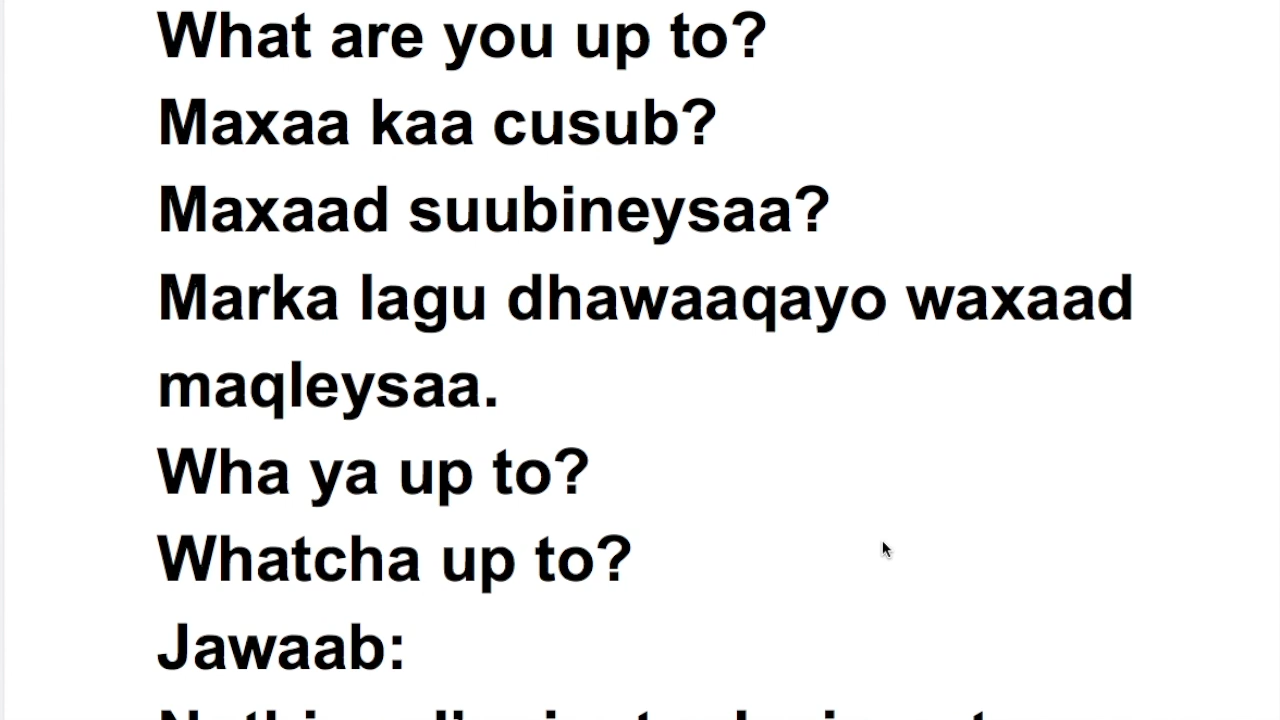 What are you up to?
Maxaa kaa cusub?
Maxaad suubineysaa?
Marka lagu dhawaaqayo waxaad
maqleysaa.
Wha ya up to?
Whatcha up to?
Jawaab: